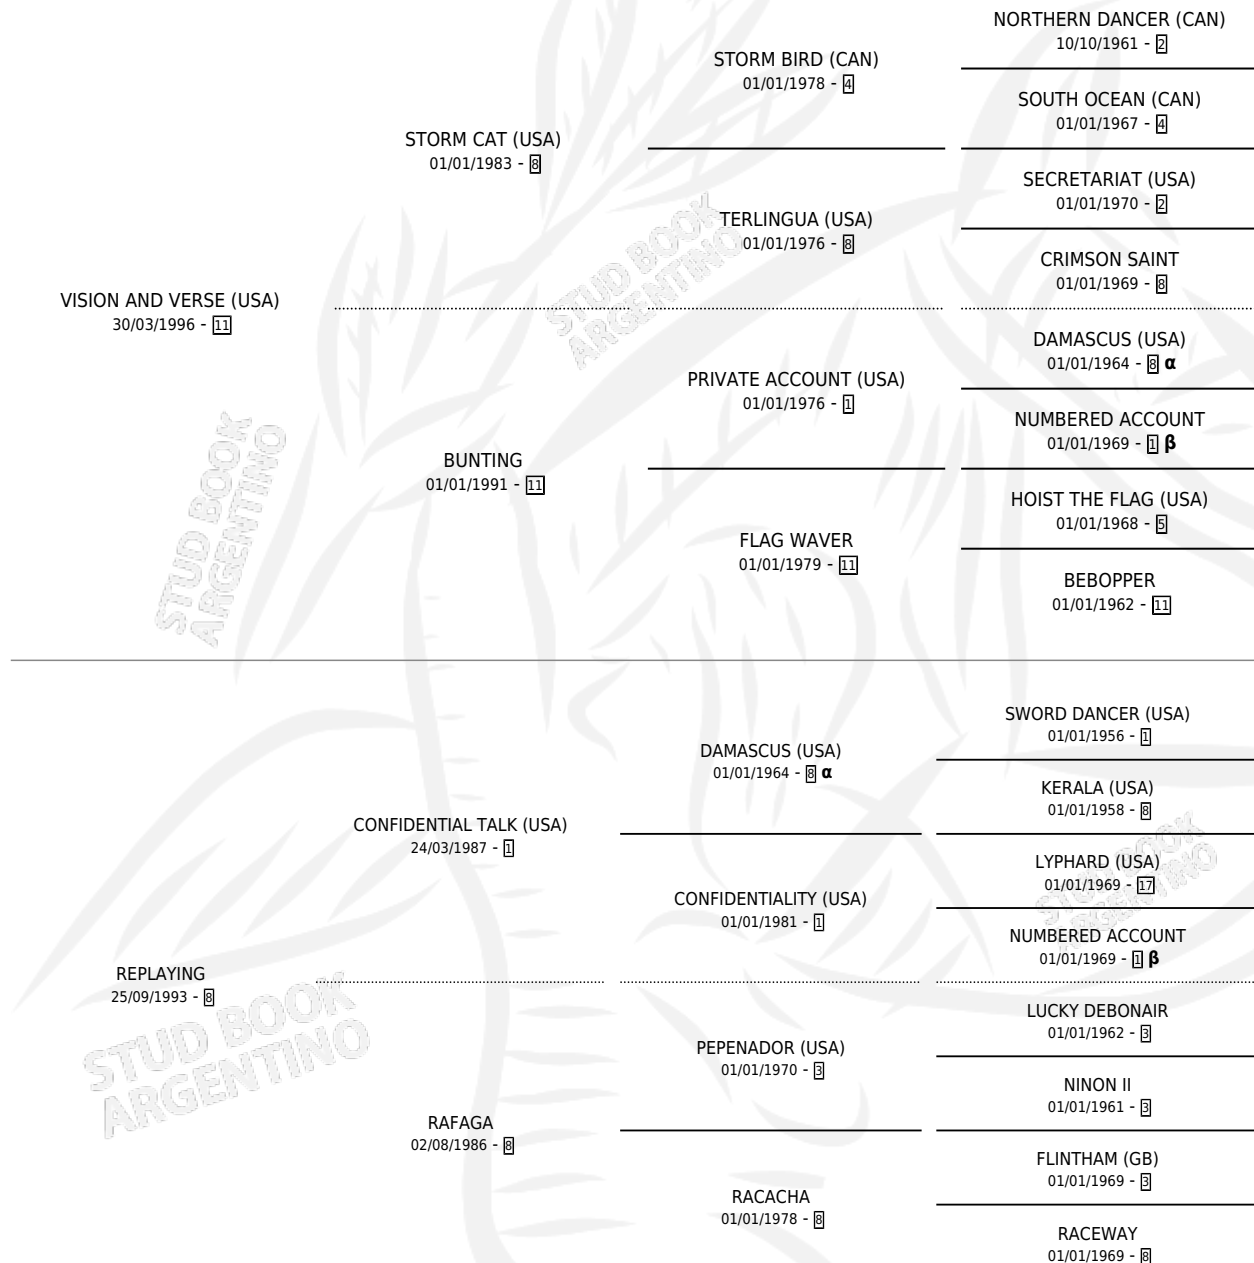 NORTHERN DANCER (CAN)
10/10/1961 - 2
STORM BIRD (CAN)
01/01/1978 - 4
SOUTH OCEAN (CAN)
01/01/1967 - 4
STORM CAT (USA)
01/01/1983 - 8
SECRETARIAT (USA)
01/01/1970 - 2
TERLINGUA (USA)
01/01/1976 - 8
CRIMSON SAINT
01/01/1969 - 8
VISION AND VERSE (USA)
30/03/1996 - 11
DAMASCUS (USA)
01/01/1964 - 8 α
PRIVATE ACCOUNT (USA)
01/01/1976 - 1
NUMBERED ACCOUNT
01/01/1969 - 1 β
BUNTING
01/01/1991 - 11
HOIST THE FLAG (USA)
01/01/1968 - 5
FLAG WAVER
01/01/1979 - 11
BEBOPPER
01/01/1962 - 11
SWORD DANCER (USA)
01/01/1956 - 1
DAMASCUS (USA)
01/01/1964 - 8 α
KERALA (USA)
01/01/1958 - 8
CONFIDENTIAL TALK (USA)
24/03/1987 - 1
LYPHARD (USA)
01/01/1969 - 17
CONFIDENTIALITY (USA)
01/01/1981 - 1
NUMBERED ACCOUNT
01/01/1969 - 1 β
REPLAYING
25/09/1993 - 8
LUCKY DEBONAIR
01/01/1962 - 3
PEPENADOR (USA)
01/01/1970 - 3
NINON II
01/01/1961 - 3
RAFAGA
02/08/1986 - 8
FLINTHAM (GB)
01/01/1969 - 3
RACACHA
01/01/1978 - 8
RACEWAY
01/01/1969 - 8
STUD BOOK
ARGENTINO
STUD BOOK
ARGENTINO
STUD BOOK
ARGENTINO
STUD BOOK
ARGENTINO